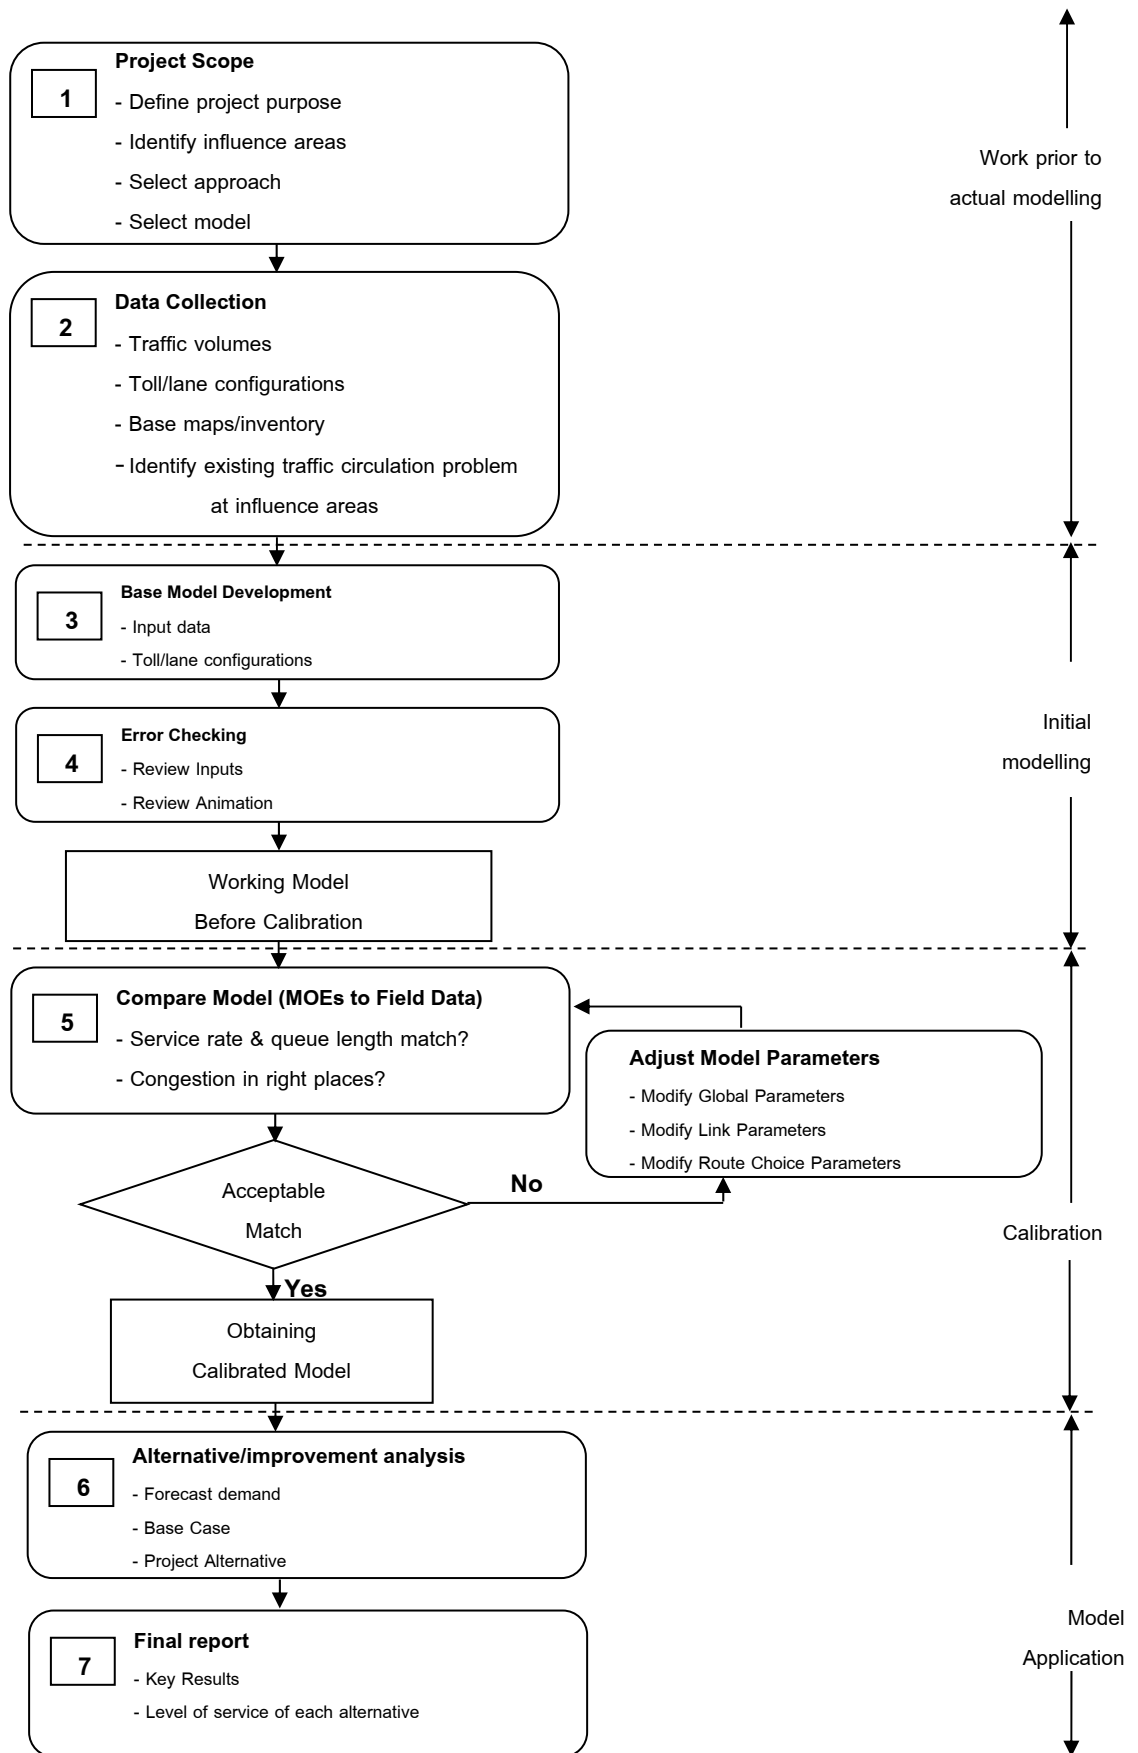 Project Scope
1
- Define project purpose
- Identify influence areas
- Select approach
- Select model
Work prior to
actual modelling
Data Collection
2
- Traffic volumes
- Toll/lane configurations
- Base maps/inventory
- Identify existing traffic circulation problem
at influence areas
Base Model Development
3
- Input data
- Toll/lane configurations
Error Checking
4
- Review Inputs
- Review Animation
Initial
modelling
Working Model
Before Calibration
Compare Model (MOEs to Field Data)
5
- Service rate & queue length match?
- Congestion in right places?
Adjust Model Parameters
- Modify Global Parameters
- Modify Link Parameters
- Modify Route Choice Parameters
Acceptable
Match
No
Yes
Calibration
Obtaining
Calibrated Model
Alternative/improvement analysis
6
- Forecast demand
- Base Case
- Project Alternative
Final report
7
- Key Results
- Level of service of each alternative
Model
Application